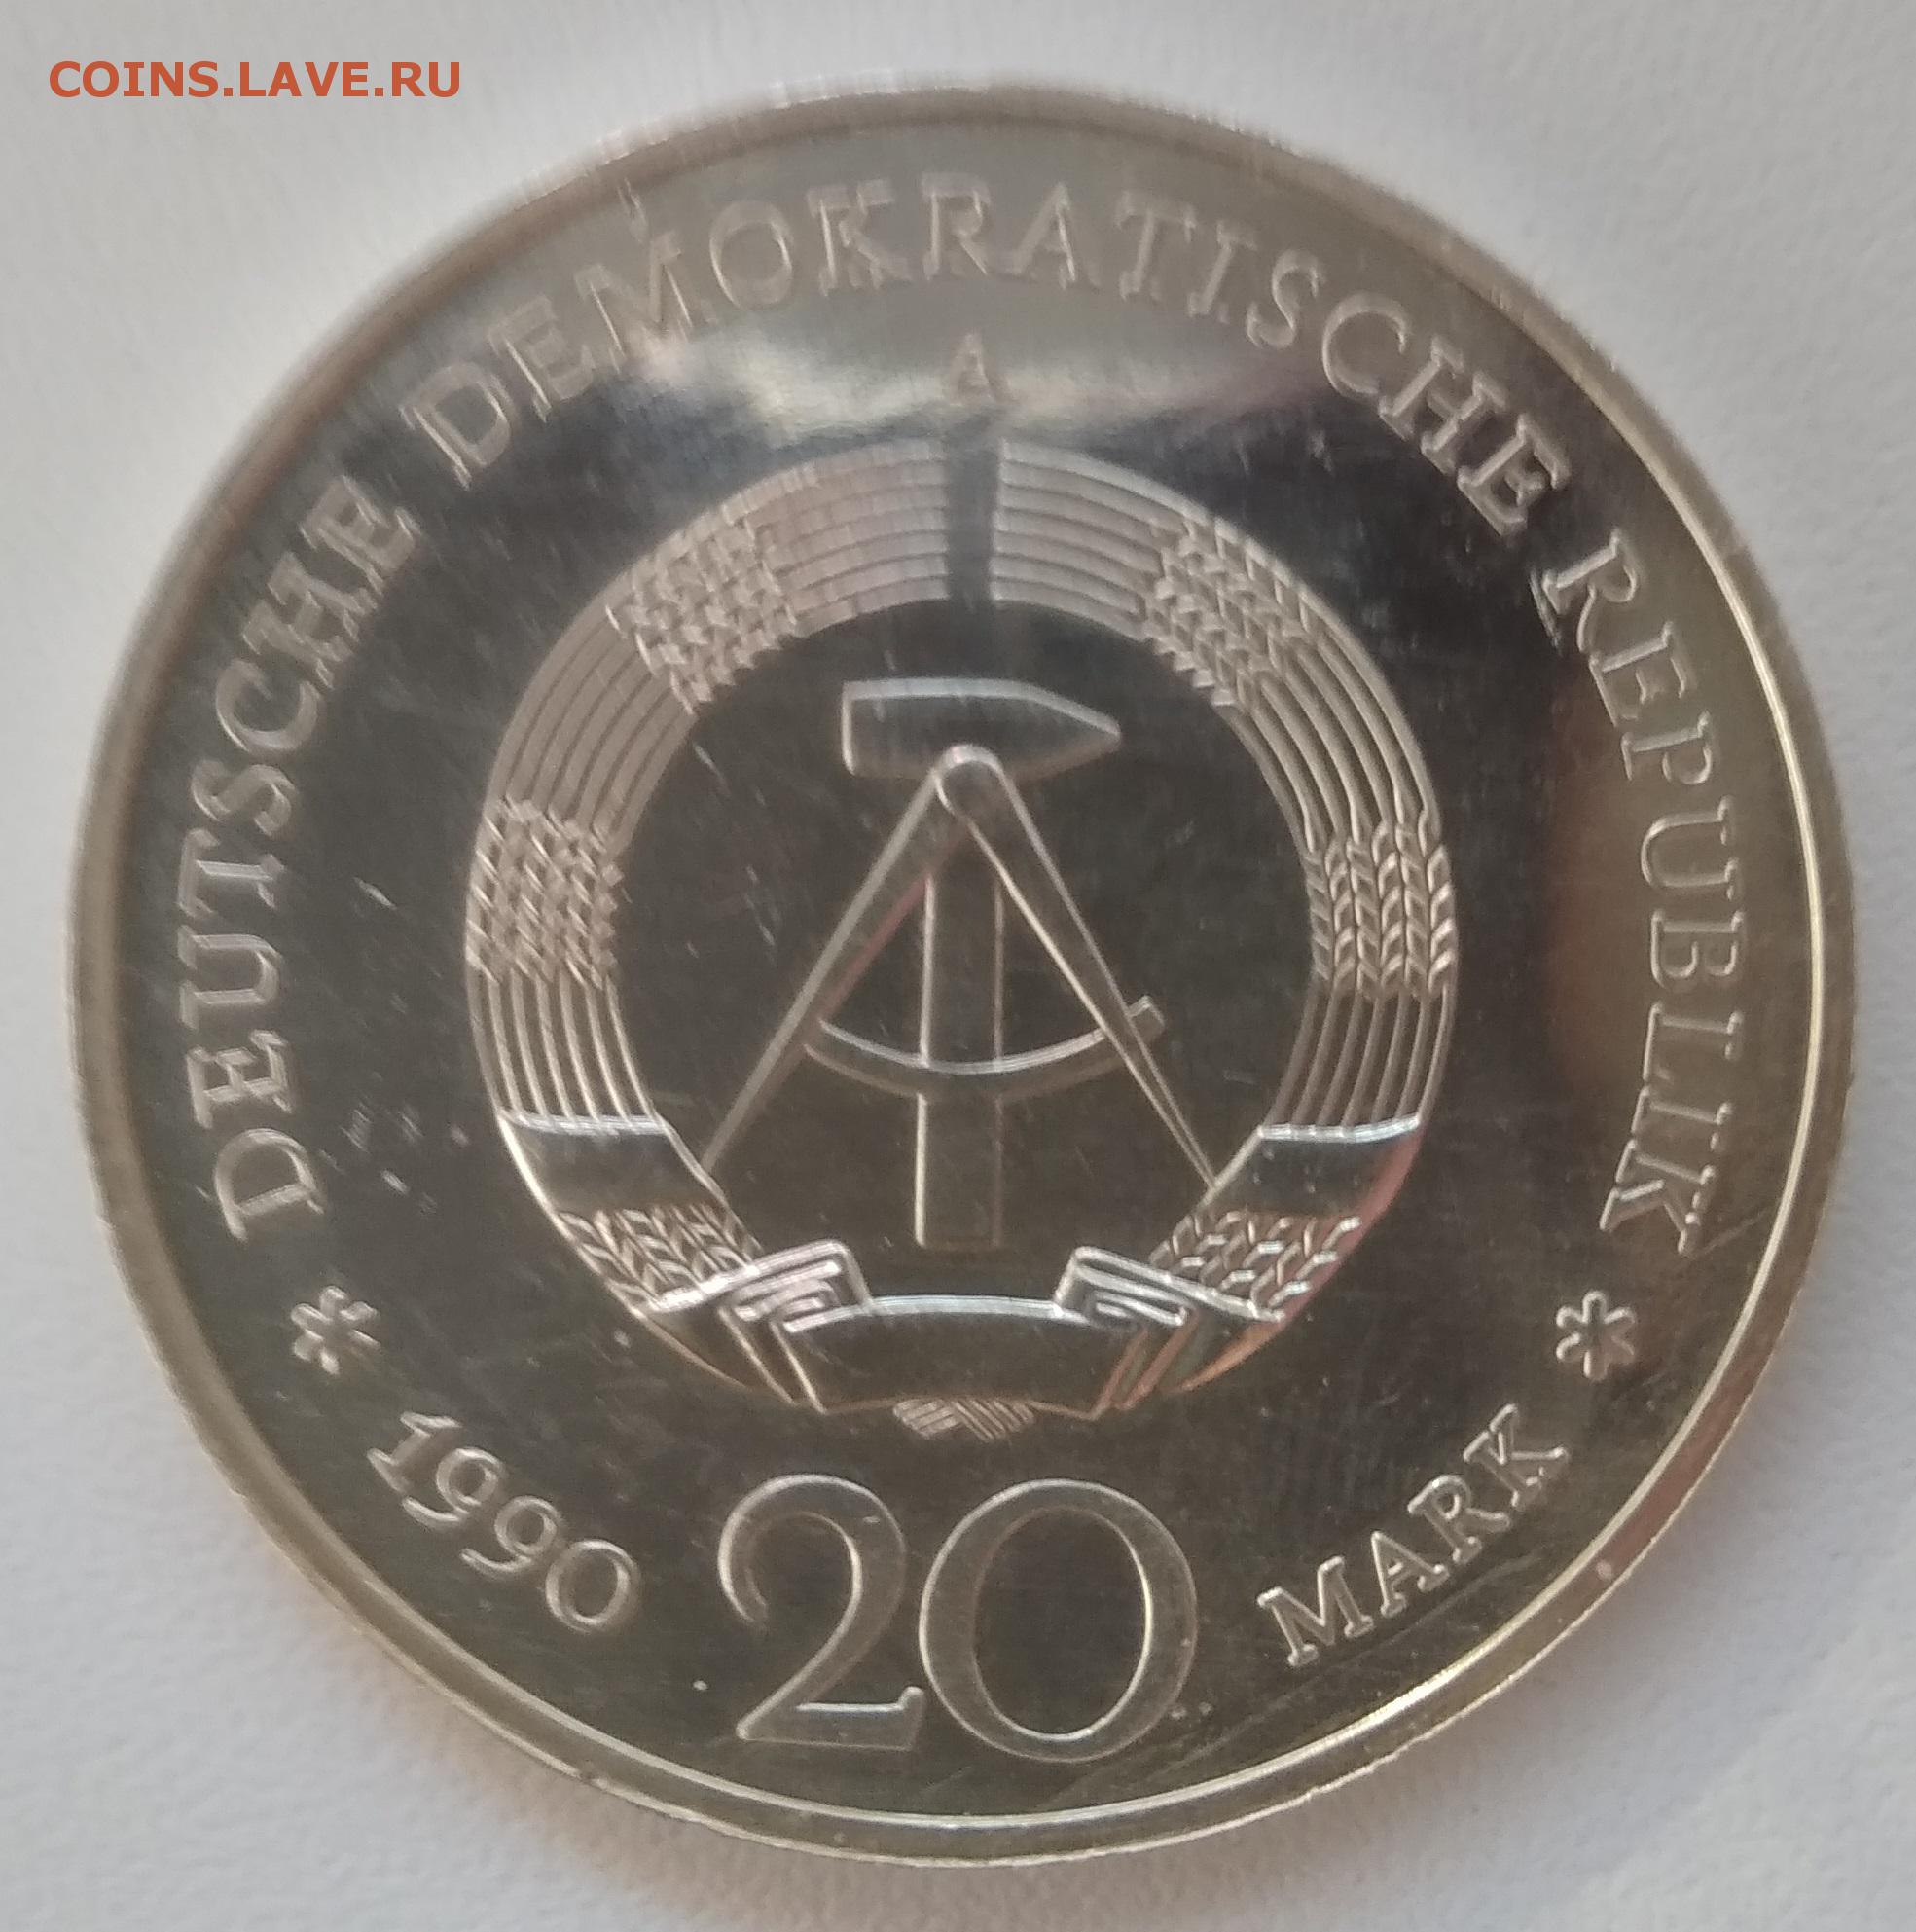 COINS.LAVE.RU
DEUTSCHE DEMOKRATISCHE REPUBLIK
A
* 1990 20 MARK *